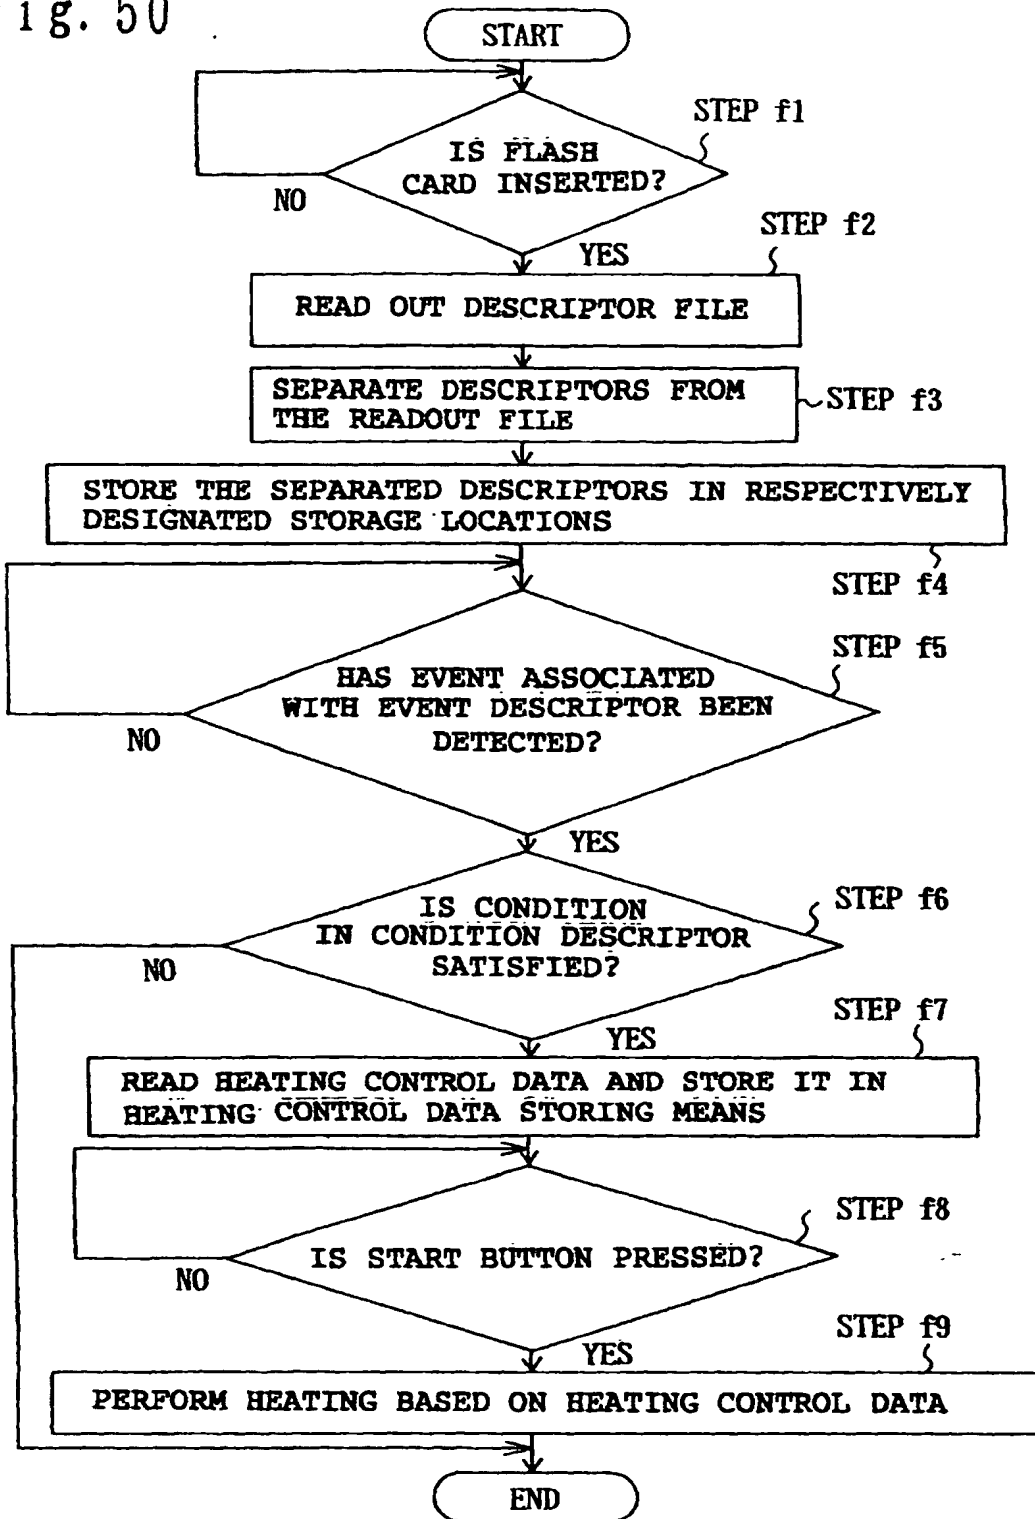 ig. 50
START
STEP f1
IS FLASH
CARD INSERTED?
NO
STEP f2
YES
READ OUT DESCRIPTOR FILE
SEPARATE DESCRIPTORS FROM
THE READOUT FILE
STEP f3
STORE THE SEPARATED DESCRIPTORS IN RESPECTIVELY
DESIGNATED STORAGE LOCATIONS
STEP f4
STEP f5
HAS EVENT ASSOCIATED
WITH EVENT DESCRIPTOR BEEN
DETECTED?
NO
YES
STEP f6
IS CONDITION
IN CONDITION DESCRIPTOR
SATISFIED?
NO
STEP f7
YES
READ HEATING CONTROL DATA AND STORE IT IN
HEATING CONTROL DATA STORING MEANS
STEP f8
IS START BUTTON PRESSED?
NO
STEP f9
YES
PERFORM HEATING BASED ON HEATING CONTROL DATA
END